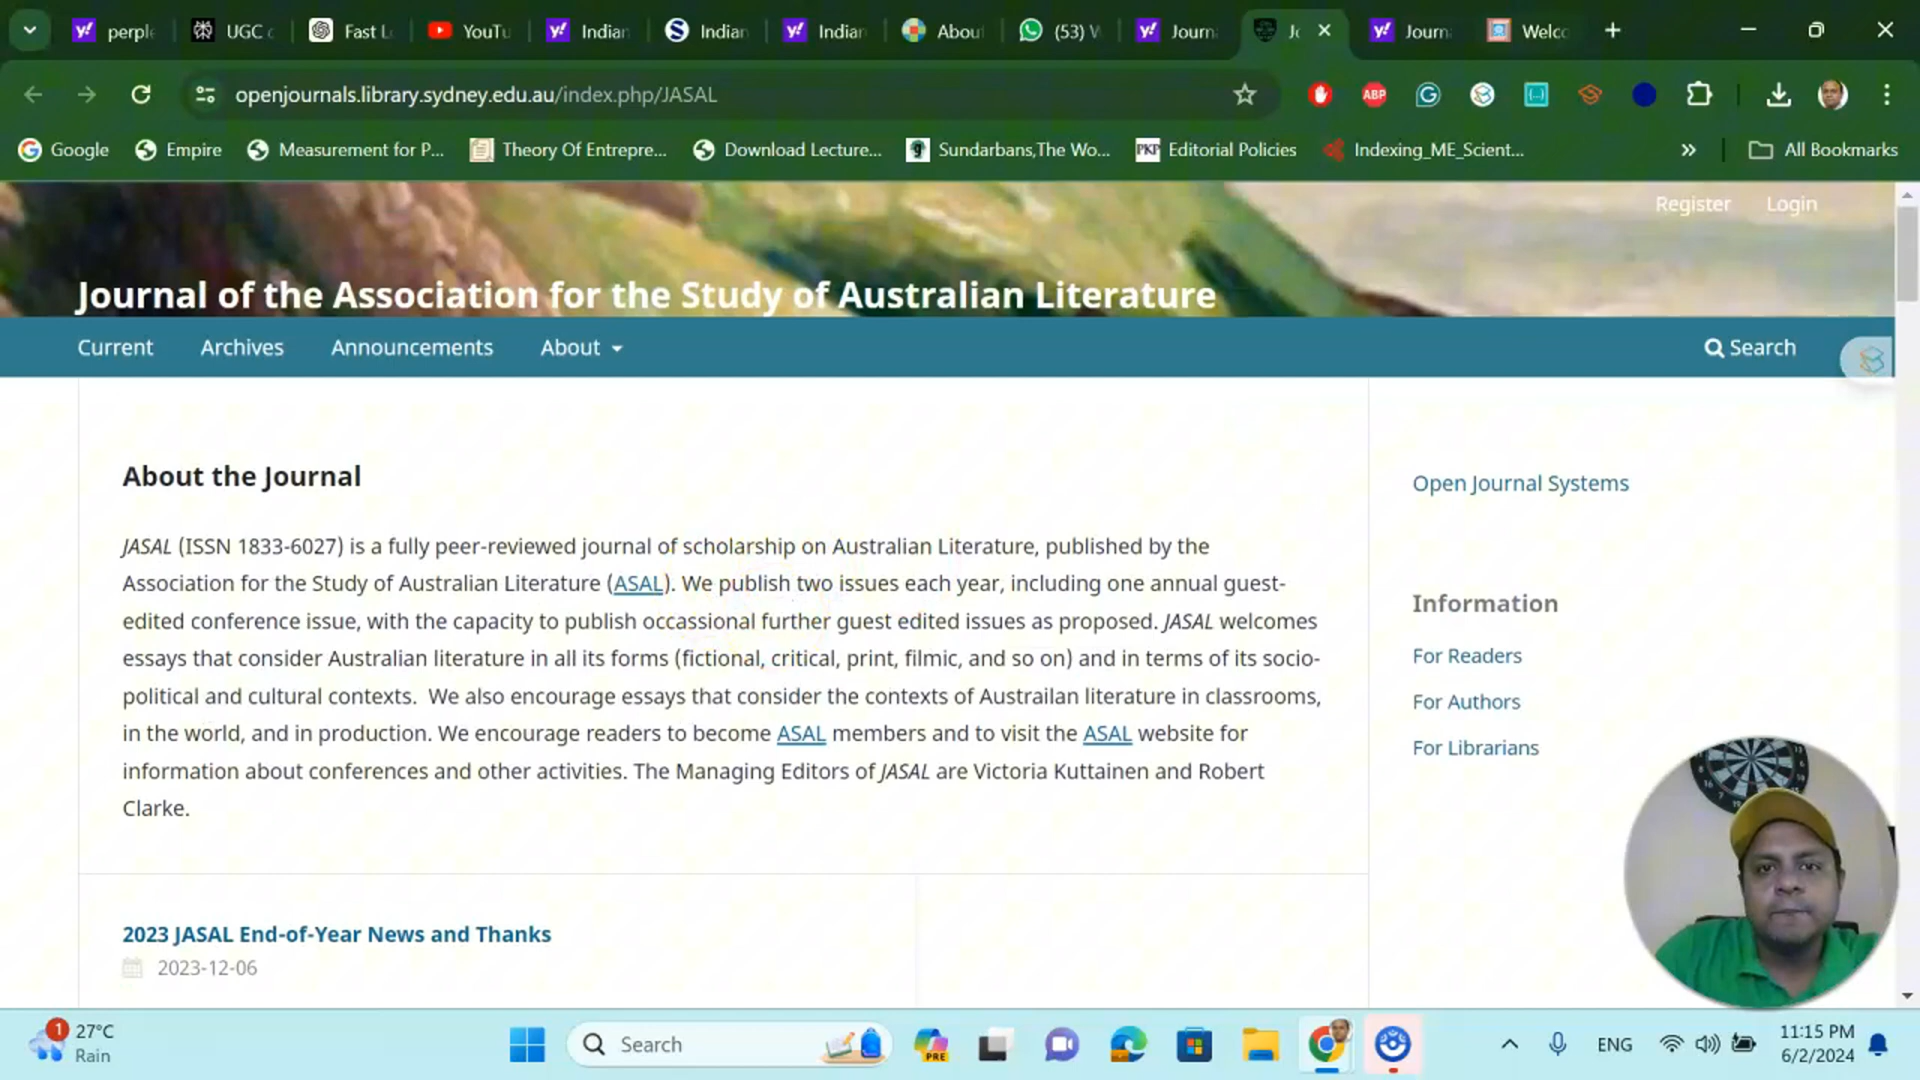 perple
UGC c
Fast L
YouTu
Indian
Indian
Indian
About
(53) W
Journ
Jo
Journ
Welco
openjournals.library.sydney.edu.au/index.php/JASAL
ABP
Google
Empire
Measurement for P...
Theory Of Entrepre...
Download Lecture...
Sundarbans,The Wo...
PKP Editorial Policies
Indexing_ME_Scient...
All Bookmarks
Register
Login
Journal of the Association for the Study of Australian Literature
Current
Archives
Announcements
About
Search
About the Journal
JASAL (ISSN 1833-6027) is a fully peer-reviewed journal of scholarship on Australian Literature, published by the
Association for the Study of Australian Literature (ASAL). We publish two issues each year, including one annual guest-
edited conference issue, with the capacity to publish occassional further guest edited issues as proposed. JASAL welcomes
essays that consider Australian literature in all its forms (fictional, critical, print, filmic, and so on) and in terms of its socio-
political and cultural contexts. We also encourage essays that consider the contexts of Austrailan literature in classrooms,
in the world, and in production. We encourage readers to become ASAL members and to visit the ASAL website for
information about conferences and other activities. The Managing Editors of JASAL are Victoria Kuttainen and Robert
Clarke.
Open Journal Systems
Information
For Readers
For Authors
For Librarians
2023 JASAL End-of-Year News and Thanks
2023-12-06
1
27°C
Rain
Search
PRE
ENG
11:15 PM
6/2/2024